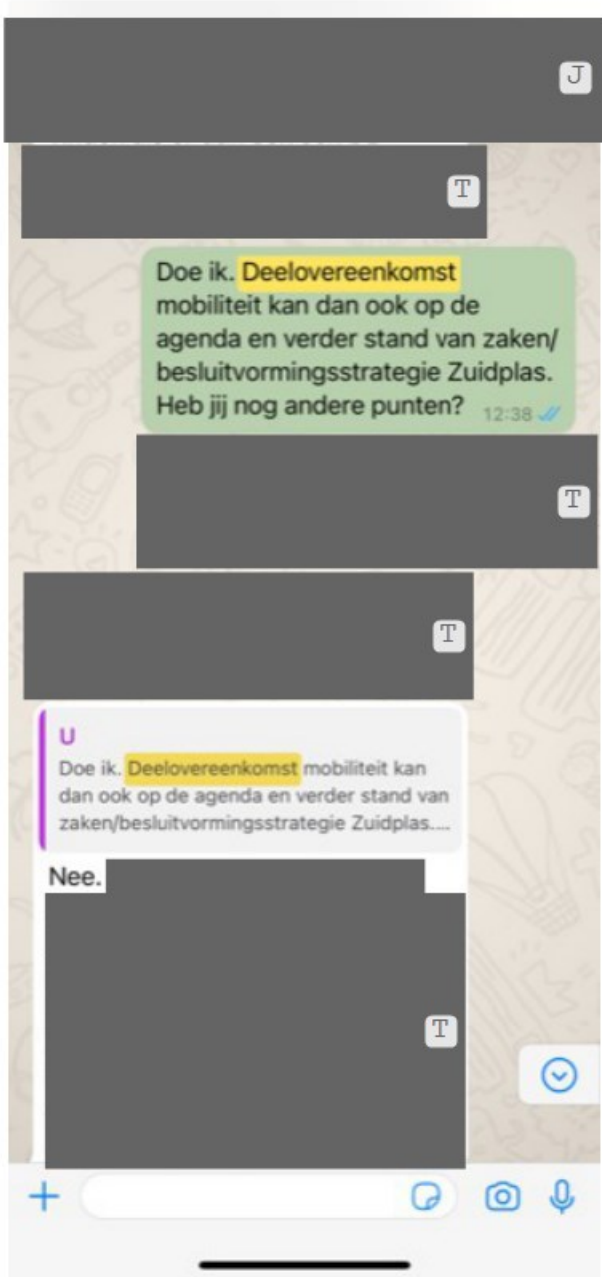 J
T
Doe ik. Deelovereenkomst
mobiliteit kan dan ook op de
agenda en verder stand van zaken/
besluitvormingsstrategie Zuidplas.
Heb jij nog andere punten? 12:38
T
T
U
Doe ik. Deelovereenkomst mobiliteit kan
dan ook op de agenda en verder stand van
zaken/besluitvormingsstrategie Zuidplas....
Nee.
T